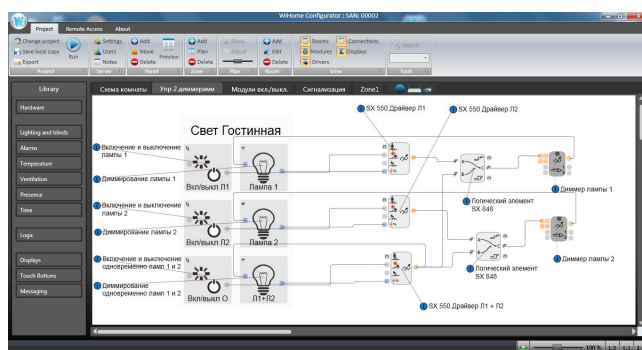 WiHome Configurator : SAN: 00002
Project Remote Access About
Change project
Save local copy
Export
Run
Project
Settings
Users
Notes
Server
Add
Move
Delete
Preview
Panel
Add
Plan
Delete
Zone
Show
Adjust
Plan
Add
Edit
Delete
Room
Rooms
Modules
Drivers
Connections
Displays
View
Search
Tools
Library
Схема комнаты
Упр 2 диммерами
Модули вкл./выкл.
Сигнализация
Zone1
Hardware
Lighting and blinds
Alarms
Temperature
Ventilation
Presence
Time
Logic
Displays
Touch Buttons
Messaging
Свет Гостинная
SX 550 Драйвер Л1
SX 550 Драйвер Л2
Включение и выключение
лампы 1
Диммирование лампы 1
Вкл/выкл Л1
Лампа 1
Диммер лампы 1
Логический элемент
SX 848
Включение и выключение
лампы 2
Диммирование лампы 2
Вкл/выкл Л2
Лампа 2
Диммер лампы 2
Логический элемент
SX 848
Включение и выключение
одновременно ламп 1 и 2
Диммирование
одновременно ламп 1 и 2
Вкл/выкл О
Л1+Л2
SX 550 Драйвер Л1 + Л2
100 % 1:2 1:1